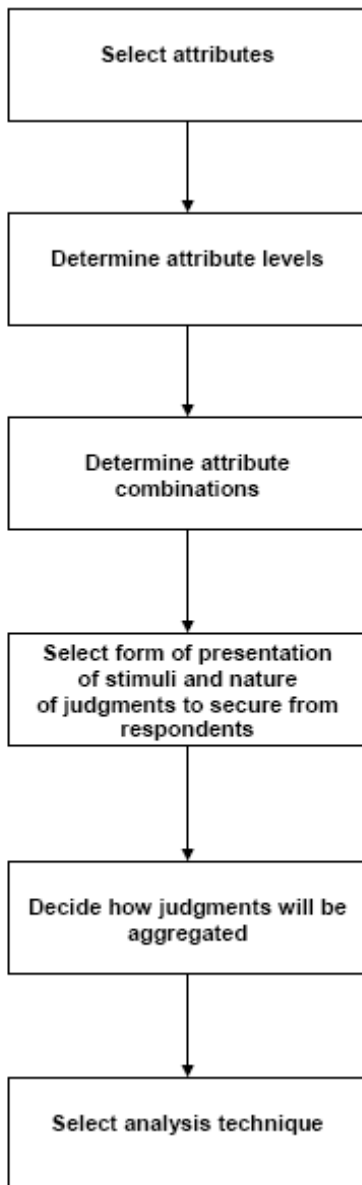 Select attributes
Determine attribute levels
Determine attribute
combinations
Select form of presentation
of stimuli and nature
of judgments to secure from
respondents
Decide how judgments will be
aggregated
Select analysis technique